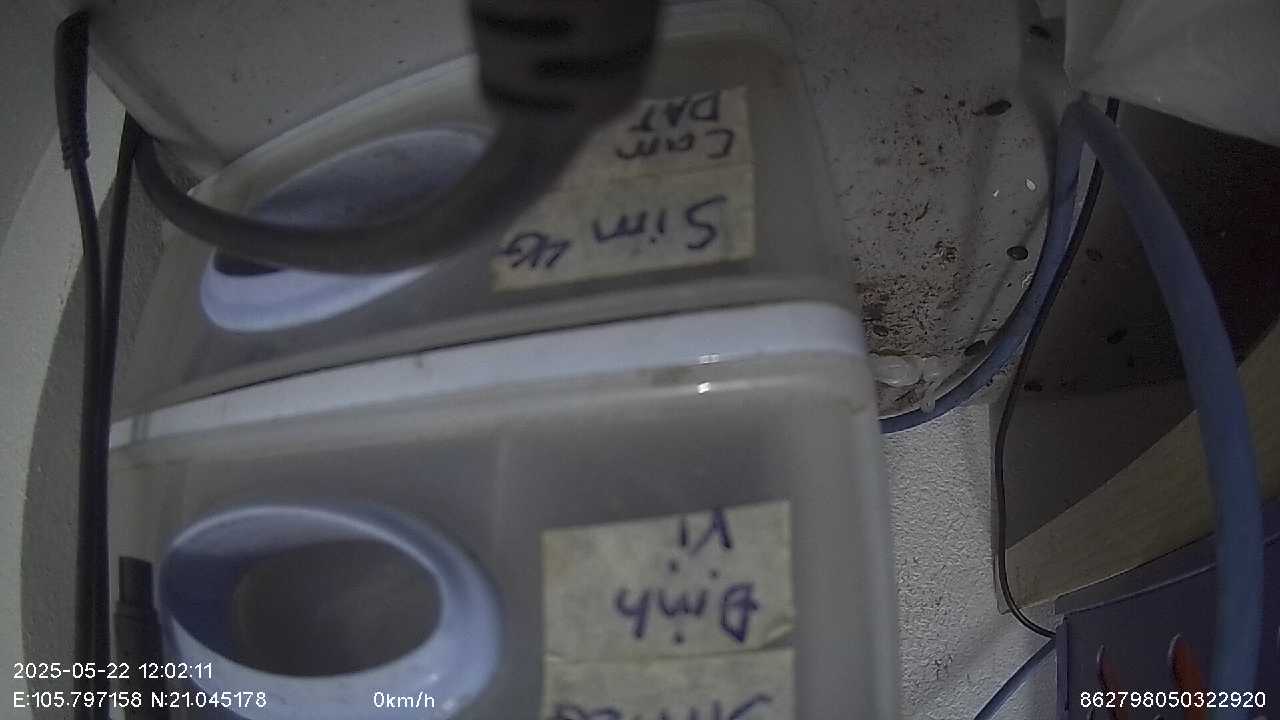 Sim 4G
Cam
DAT
Định
Vị
2025-05-22 12:02:11
E:105.797158 N:21.045178 0km/h
862798050322920